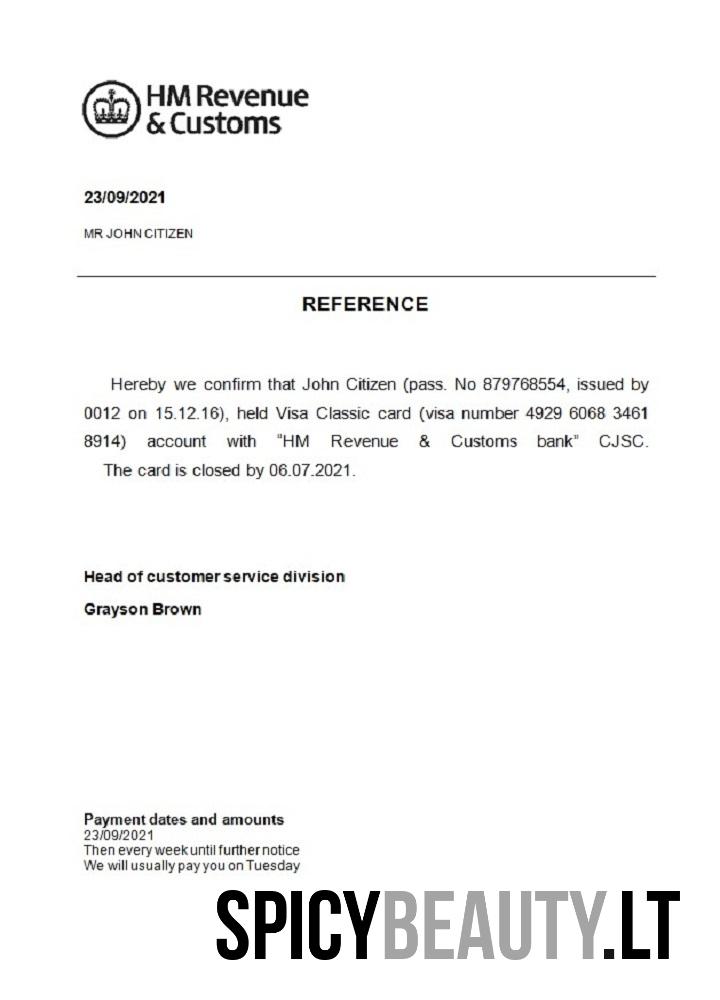 HM Revenue
& Customs
23/09/2021
MR JOHN CITIZEN
REFERENCE
Hereby we confirm that John Citizen (pass. No 879768554, issued by
0012 on 15.12.16), held Visa Classic card (visa number 4929 6068 3461
8914) account with "HM Revenue & Customs bank" CJSC.
The card is closed by 06.07.2021.
Head of customer service division
Grayson Brown
Payment dates and amounts
23/09/2021
Then every week until further notice
We will usually pay you on Tuesday
SPICYBEAUTY.LT